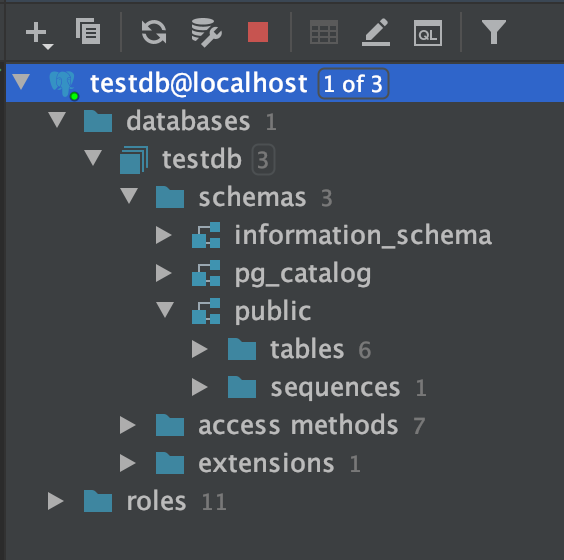 QL
testdb@localhost 1 of 3
databases 1
testdb 3
schemas 3
information_schema
pg_catalog
public
tables 6
sequences 1
access methods 7
extensions 1
roles 11